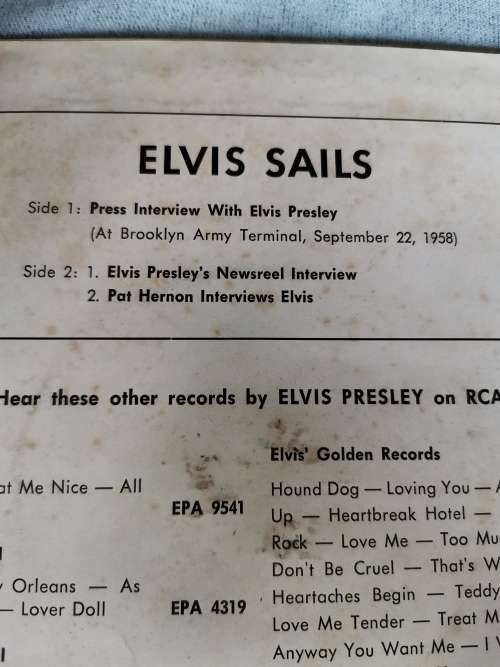 ELVIS SAILS
Side 1: Press Interview With Elvis Presley
(At Brooklyn Army Terminal, September 22, 1958)
Side 2: 1. Elvis Presley's Newsreel Interview
2. Pat Hernon Interviews Elvis
Hear these other records by ELVIS PRESLEY on RCA
at Me Nice — All
EPA 9541
Orleans — As
— Lover Doll
EPA 4319
Elvis' Golden Records
Hound Dog — Loving You — A
Up — Heartbreak Hotel —
Rock — Love Me — Too Mu
Don't Be Cruel — That's W
Heartaches Begin — Teddy
Love Me Tender — Treat M
Anyway You Want Me — I